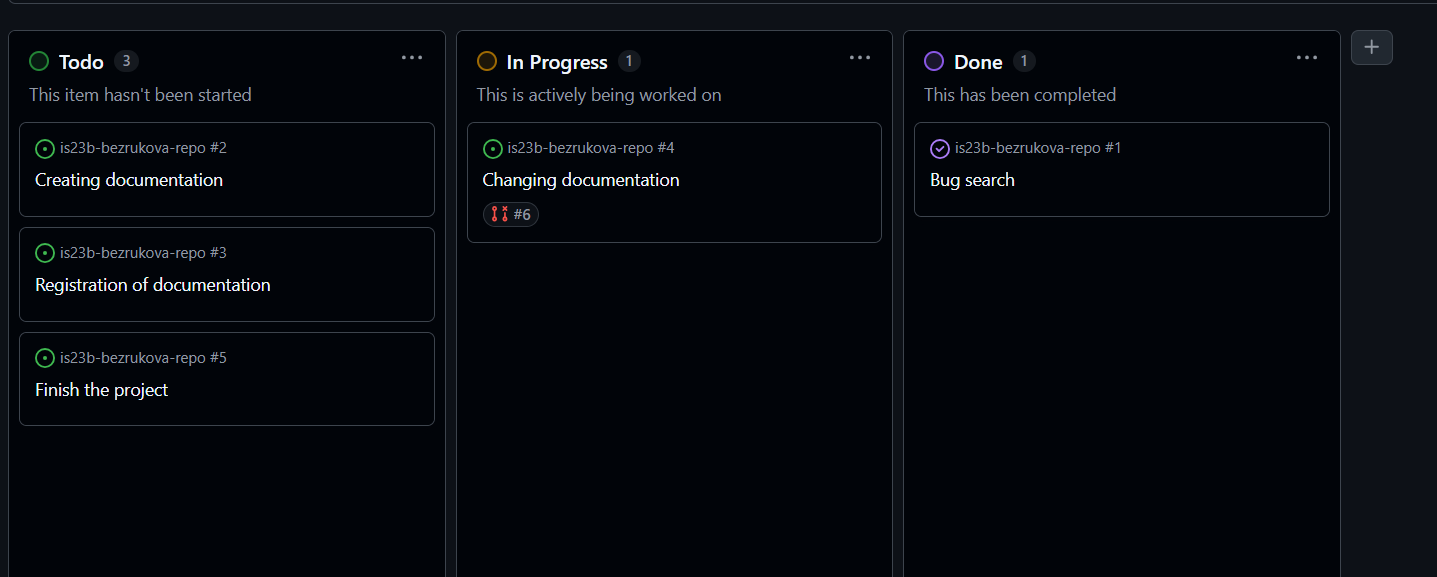 Todo 3
This item hasn't been started
is23b-bezrukova-repo #2
Creating documentation
is23b-bezrukova-repo #3
Registration of documentation
is23b-bezrukova-repo #5
Finish the project
In Progress 1
This is actively being worked on
is23b-bezrukova-repo #4
Changing documentation
#6
Done 1
This has been completed
is23b-bezrukova-repo #1
Bug search